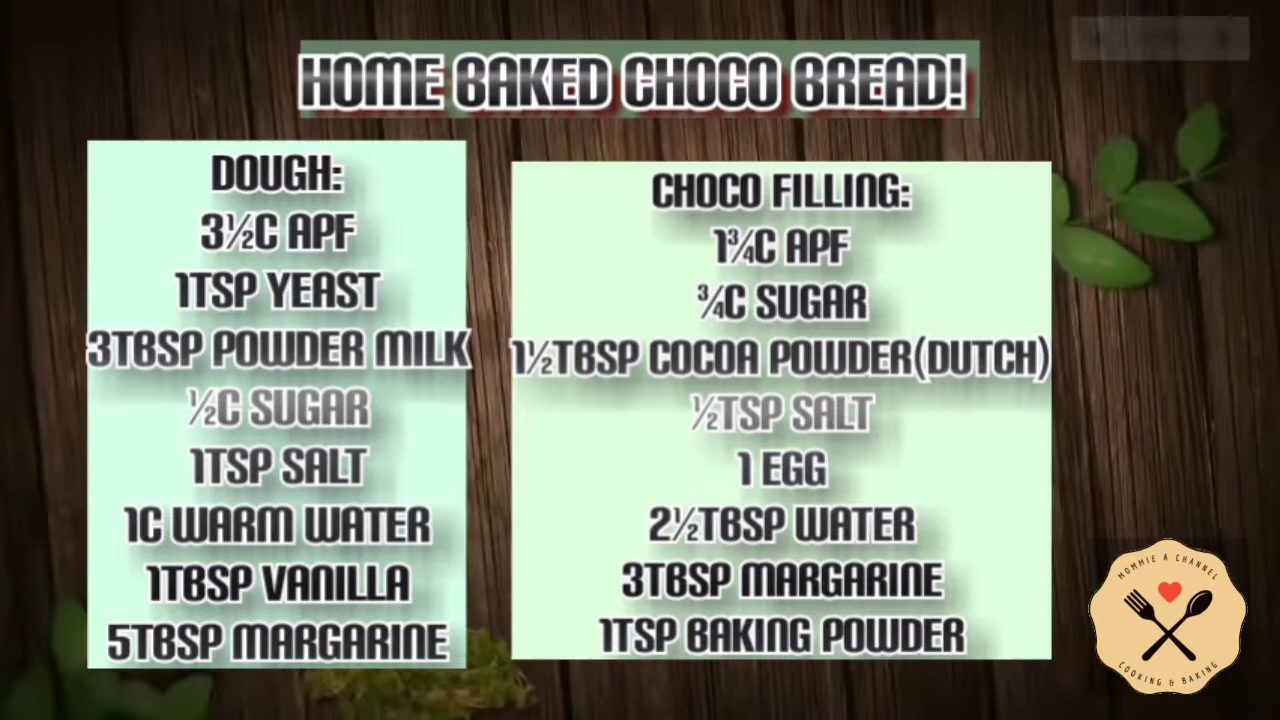 HOME BAKED CHOCO BREAD!
DOUGH:
3½C APF
1TSP YEAST
3TBSP POWDER MILK
½C SUGAR
1TSP SALT
1C WARM WATER
1TBSP VANILLA
5TBSP MARGARINE
CHOCO FILLING:
1¾C APF
¾C SUGAR
1½TBSP COCOA POWDER(DUTCH)
½TSP SALT
1 EGG
2½TBSP WATER
3TBSP MARGARINE
1TSP BAKING POWDER
MOMMIE A CHANNEL
COOKING & BAKING